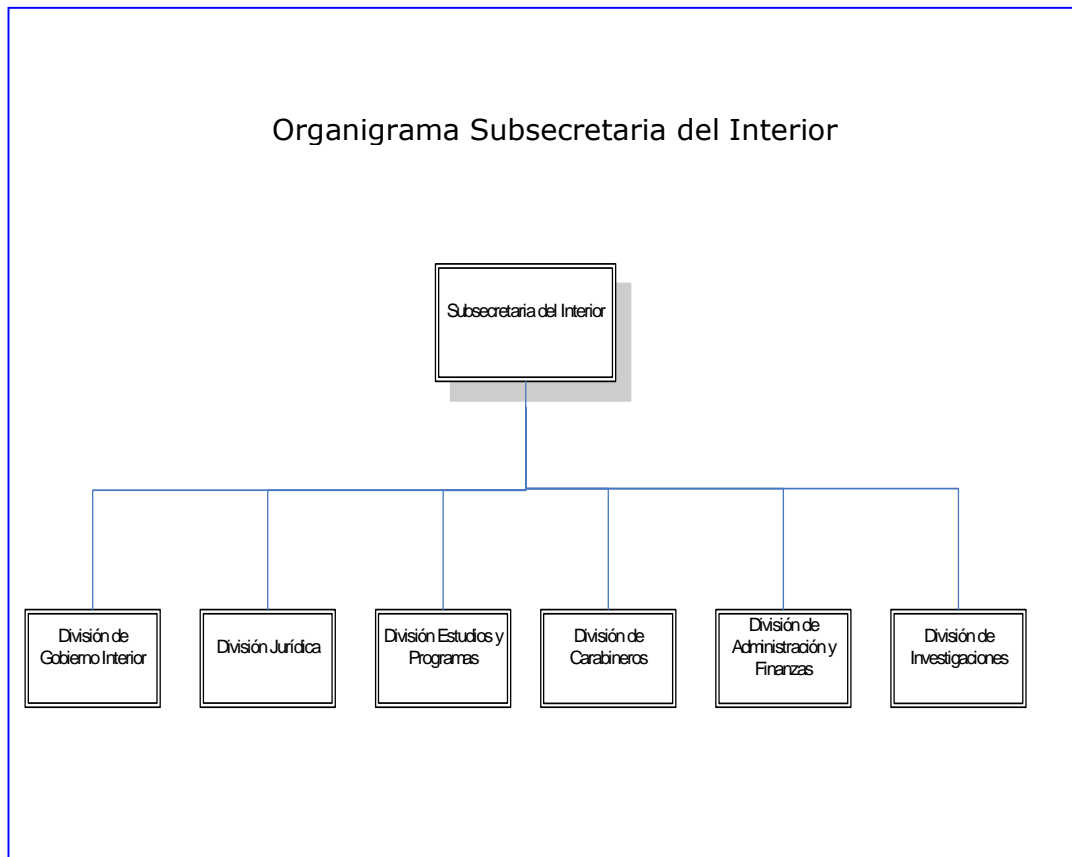 Organigrama Subsecretaria del Interior
Subsecretaria del Interior
División de
Gobierno Interior
División Jurídica
División Estudios y
Programas
División de
Carabineros
División de
Administración y
Finanzas
División de
Investigaciones